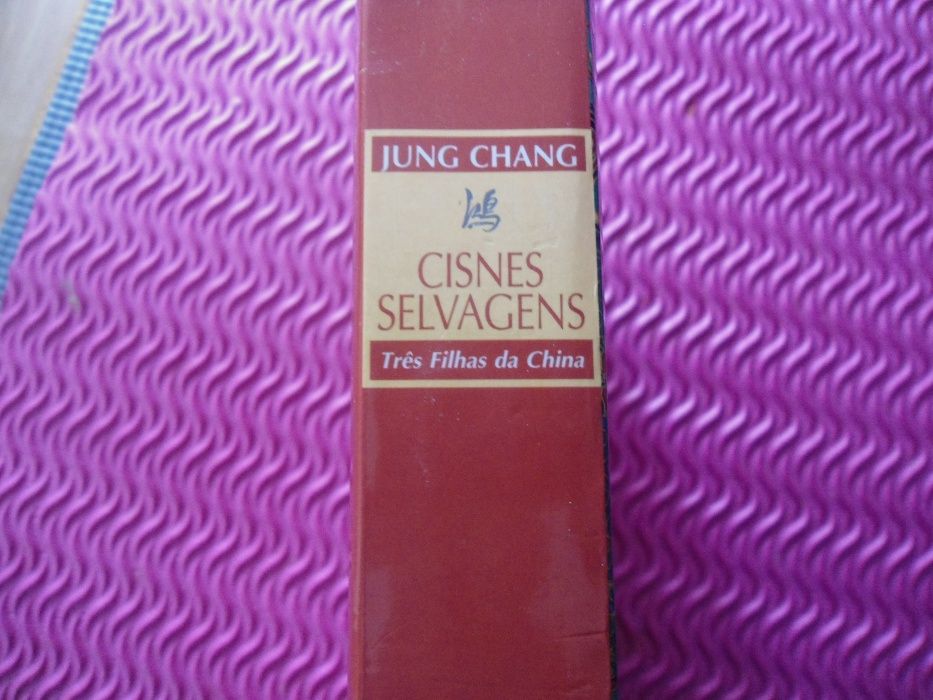 JUNG CHANG
鴻
CISNES
SELVAGENS
Três Filhas da China